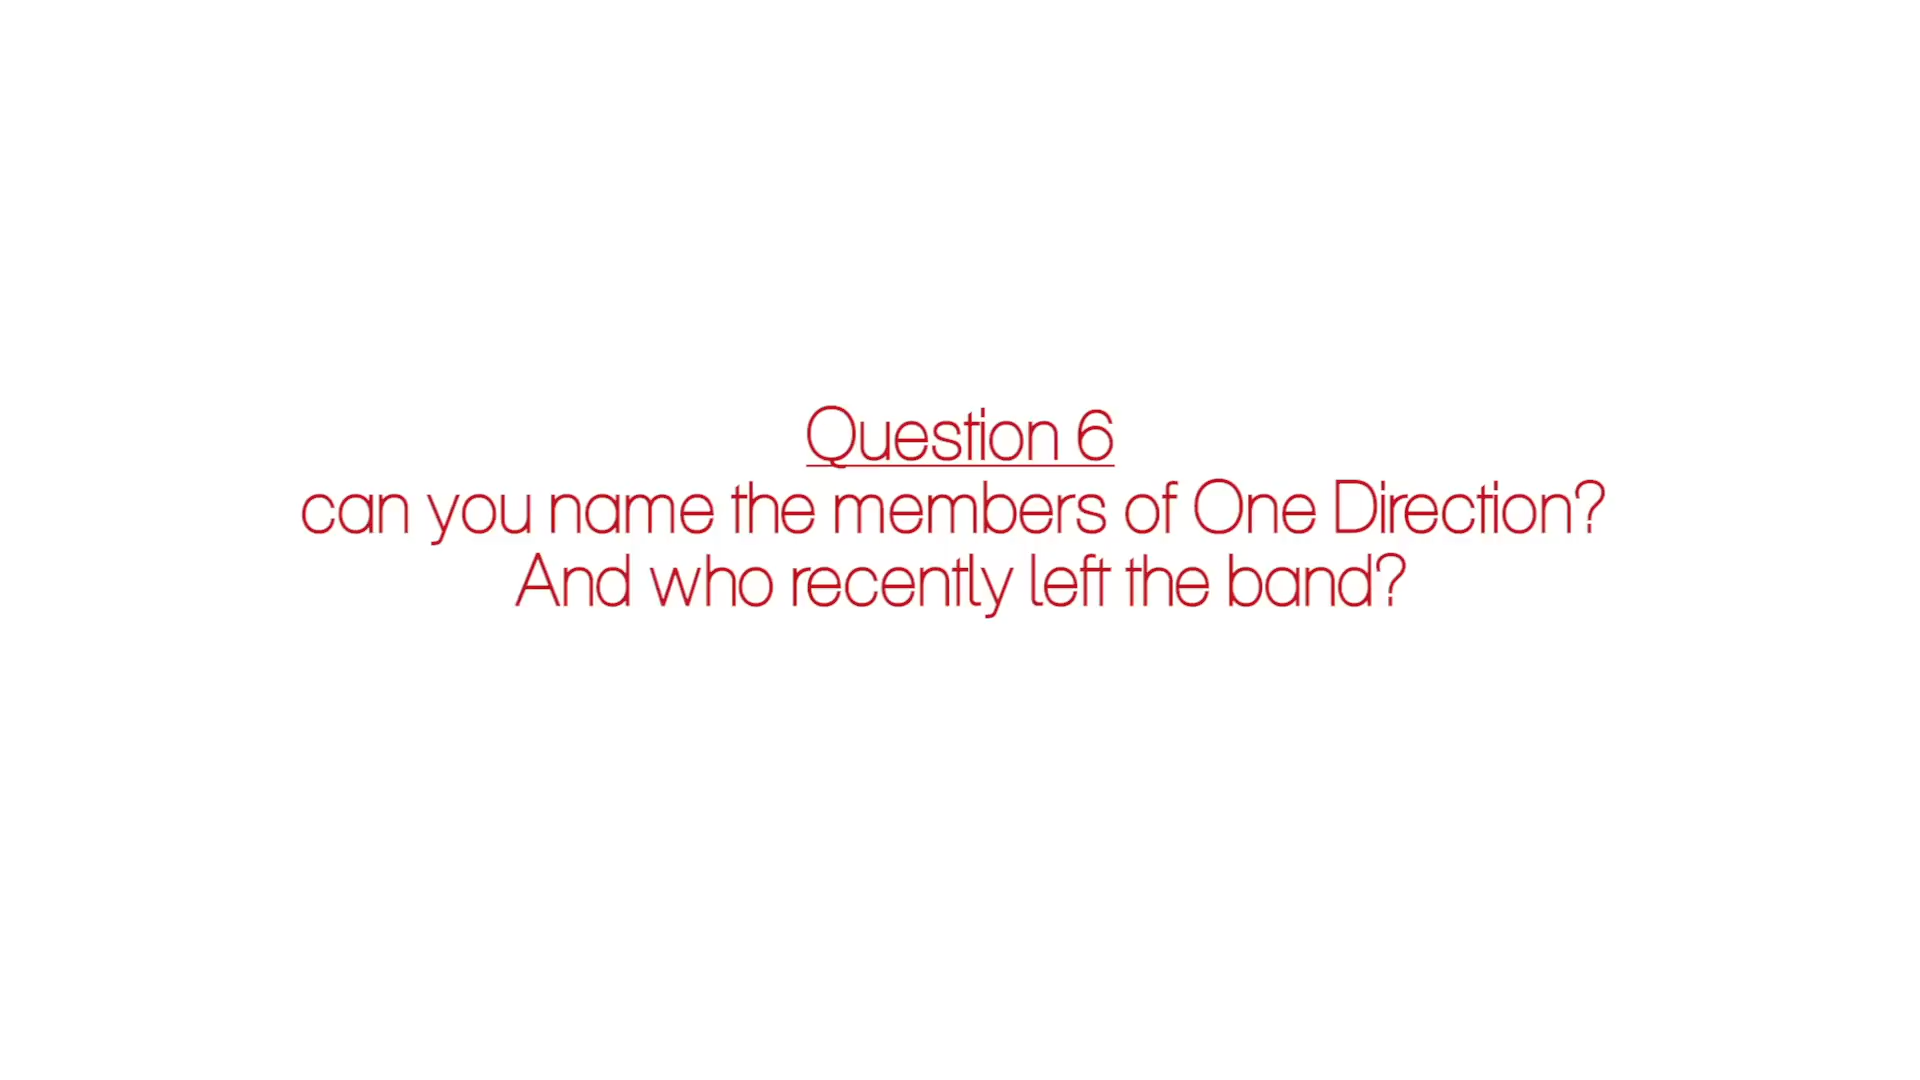 Question 6
can you name the members of One Direction?
And who recently left the band?